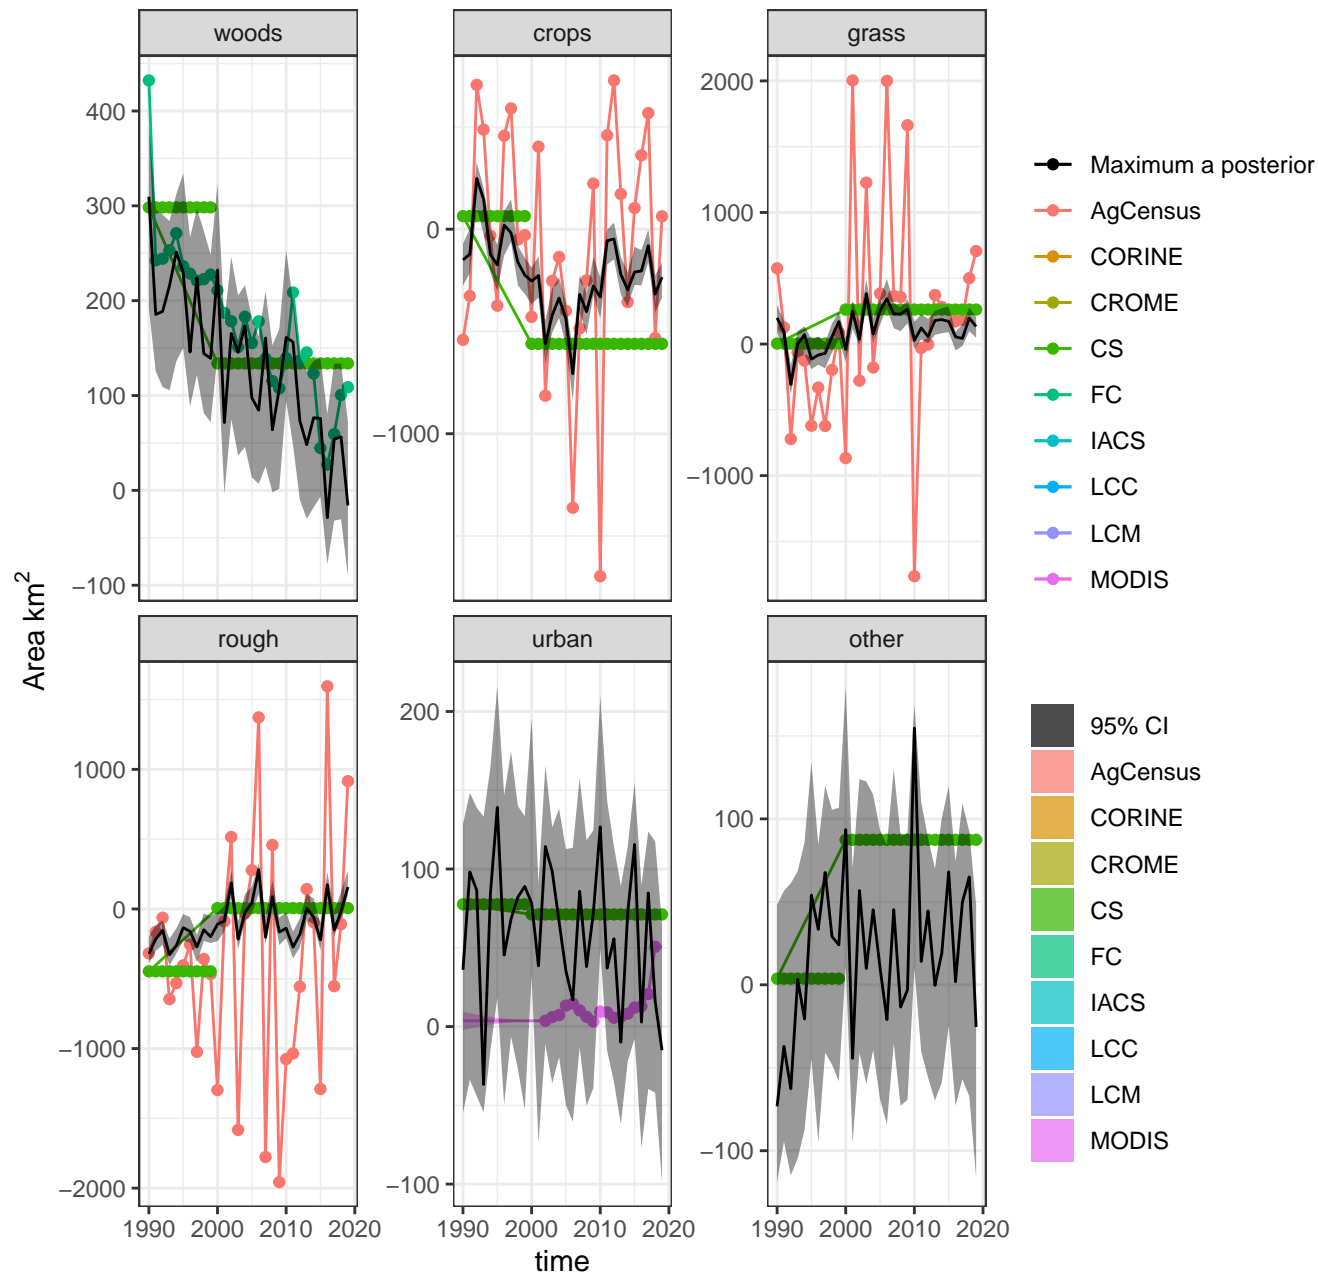 woods
crops
grass
400
300
200
100
0
−100
0
−1000
2000
1000
0
−1000
rough
urban
other
1000
0
−1000
−2000
200
100
0
−100
100
0
−100
1990 2000 2010 2020
1990 2000 2010 2020
1990 2000 2010 2020
time
Area km²
Maximum a posterior
AgCensus
CORINE
CROME
CS
FC
IACS
LCC
LCM
MODIS
95% CI
AgCensus
CORINE
CROME
CS
FC
IACS
LCC
LCM
MODIS